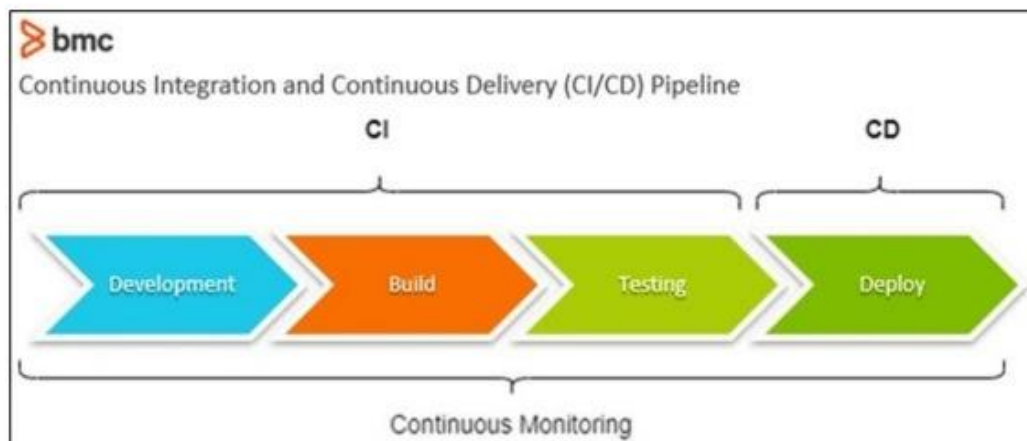 bmc
Continuous Integration and Continuous Delivery (CI/CD) Pipeline
CI CD
Development Build Testing Deploy
Continuous Monitoring